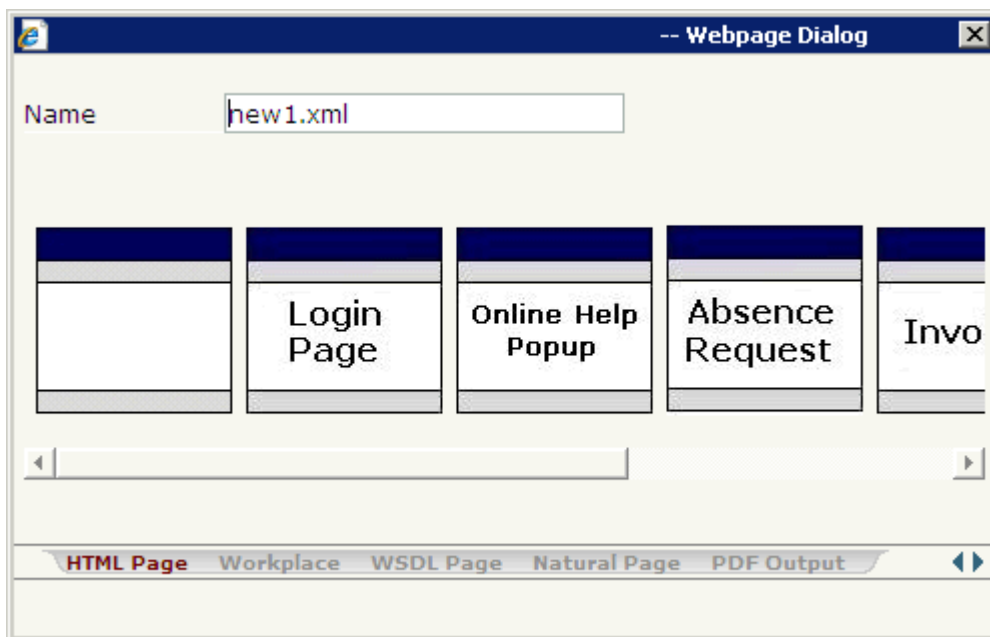 -- Webpage Dialog
Name
new1.xml
Login Page
Online Help Popup
Absence Request
Invo
HTML Page Workplace WSDL Page Natural Page PDF Output